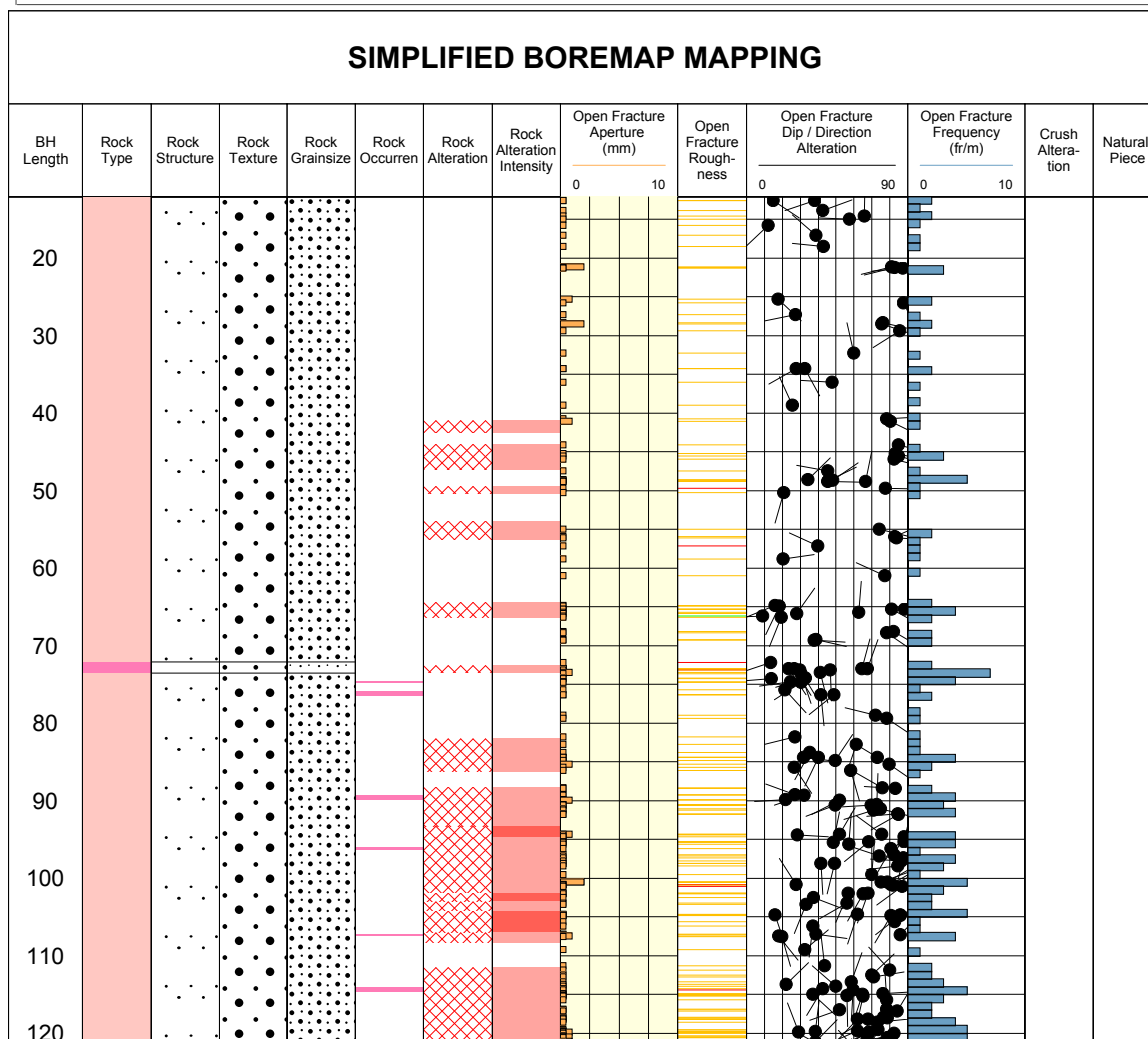 SIMPLIFIED BOREMAP MAPPING
BH
Length
Rock
Type
Rock
Structure
Rock
Texture
Rock
Grainsize
Rock
Occurren
Rock
Alteration
Rock
Alteration
Intensity
Open Fracture
Aperture
(mm)
0 10
Open
Fracture
Rough-
ness
Open Fracture
Dip / Direction
Alteration
0 90
Open Fracture
Frequency
(fr/m)
0 10
Crush
Altera-
tion
Natural
Piece
20
30
40
50
60
70
80
90
100
110
120